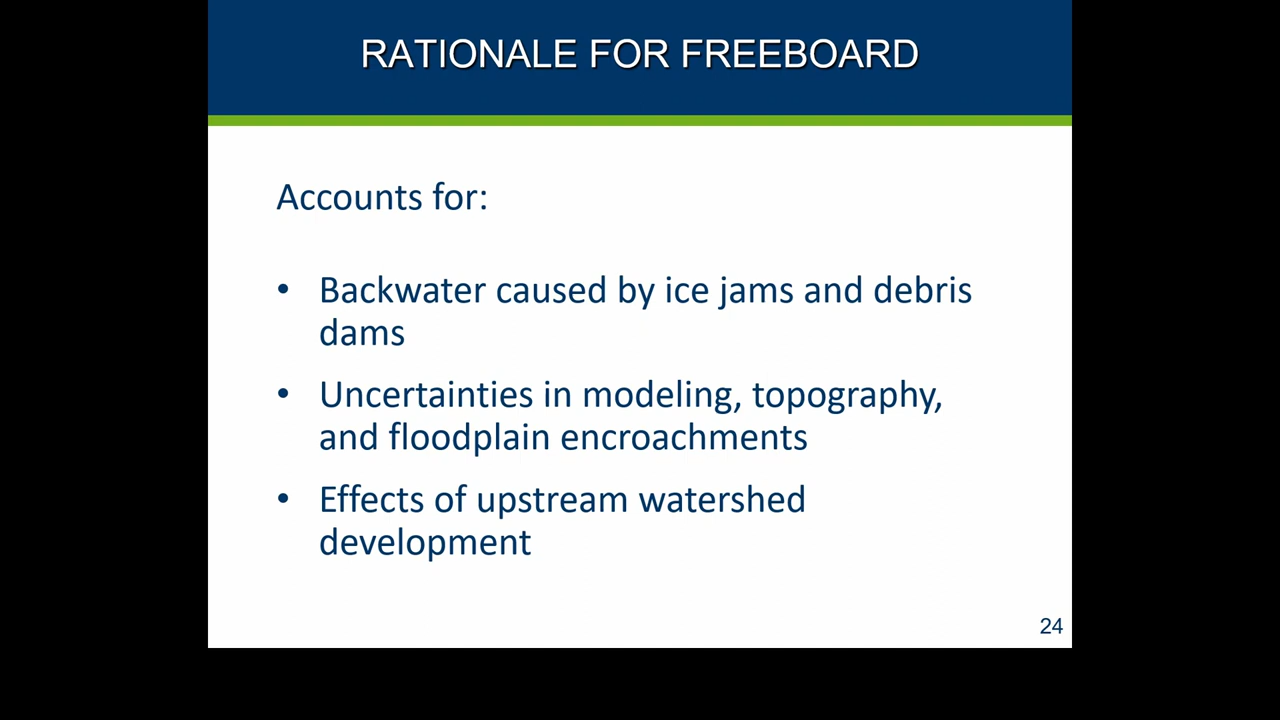 RATIONALE FOR FREEBOARD
Accounts for:
• Backwater caused by ice jams and debris
dams
• Uncertainties in modeling, topography,
and floodplain encroachments
• Effects of upstream watershed
development
24